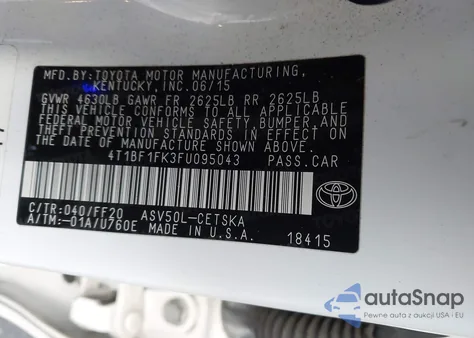 MFD.BY: TOYOTA MOTOR MANUFACTURING,
KENTUCKY, INC. 06/15
GVWR 4630LB GAWR FR 2625LB RR 2625LB
THIS VEHICLE CONFORMS TO ALL APPLICABLE
FEDERAL MOTOR VEHICLE SAFETY, BUMPER, AND
THEFT PREVENTION STANDARDS IN EFFECT ON
THE DATE OF MANUFACTURE SHOWN ABOVE.
4T1BF1FK3FU095043 PASS.CAR
C/TR: 040/FF20 ASV50L-CETSKA
A/TM: -01A/U760E MADE IN U.S.A. 18415
TOYOTA
autoSnap
Pewne auto z USA i EU